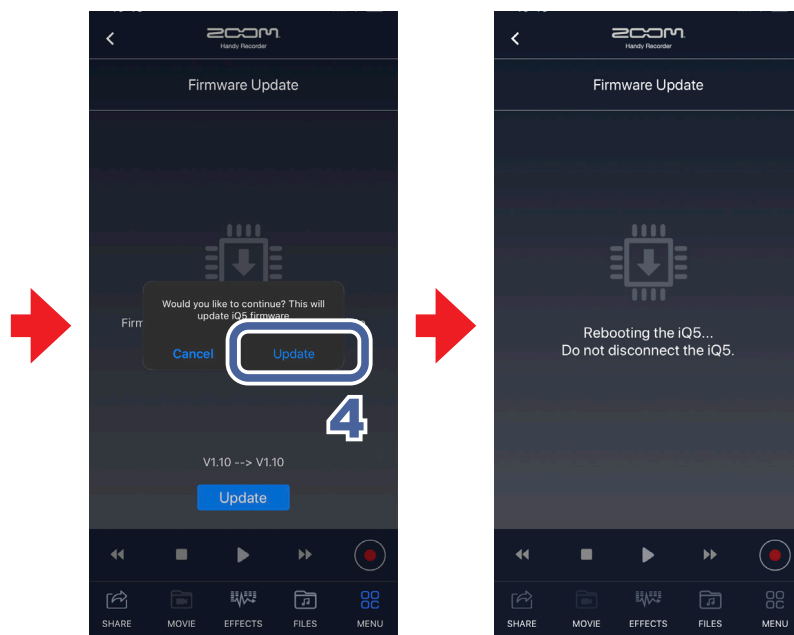 ZOOM
Handy Recorder
Firmware Update
Would you like to continue? This will
update iQ5 firmware
Firm
Cancel
Update
4
V1.10 --> V1.10
Update
SHARE
MOVIE
EFFECTS
FILES
MENU
ZOOM
Handy Recorder
Firmware Update
Rebooting the iQ5...
Do not disconnect the iQ5.
SHARE
MOVIE
EFFECTS
FILES
MENU